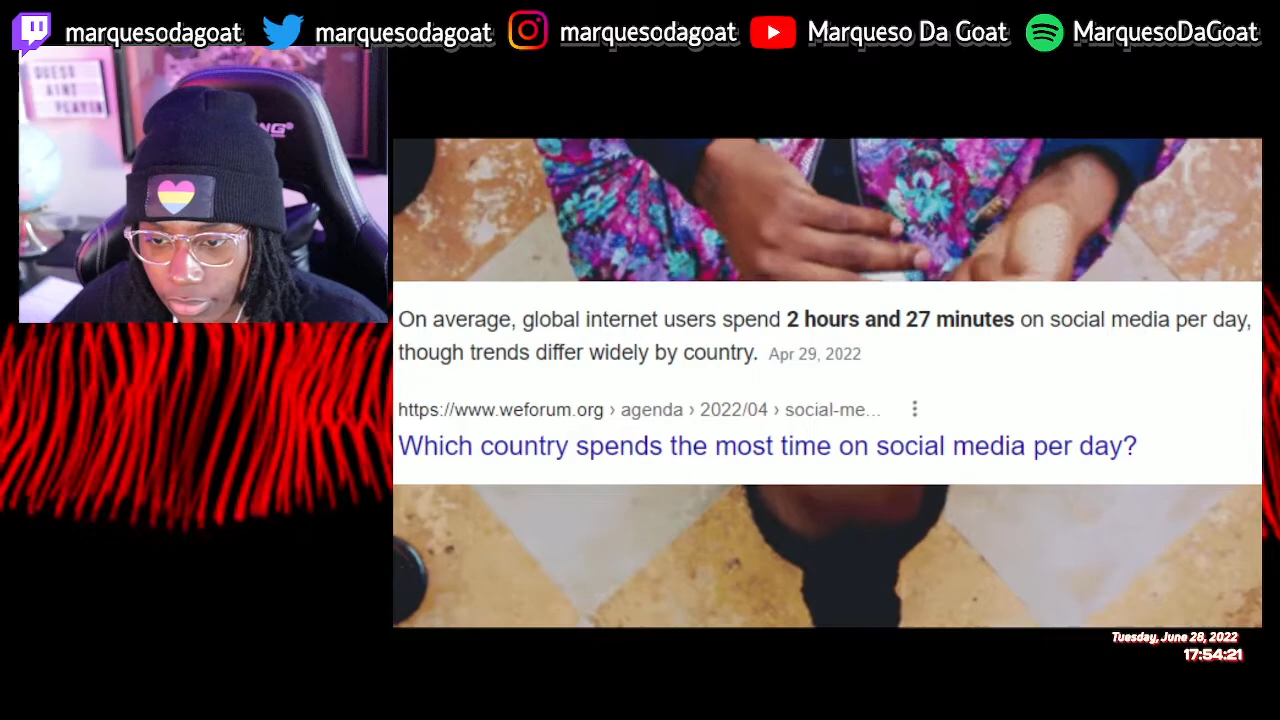 marquesodagoat marquesodagoat marquesodagoat Marqueso Da Goat MarquesoDaGoat
QUESO
AINT
PLAYIN
On average, global internet users spend 2 hours and 27 minutes on social media per day,
though trends differ widely by country. Apr 29, 2022
https://www.weforum.org › agenda › 2022/04 › social-me...
Which country spends the most time on social media per day?
Tuesday, June 28, 2022
17:54:21